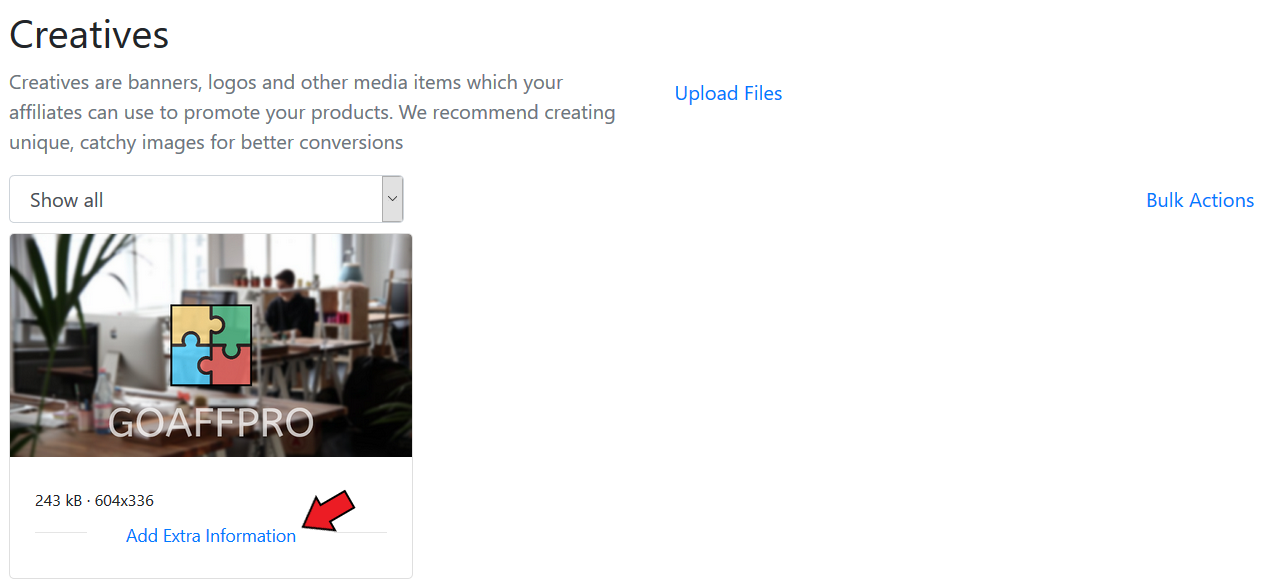 Creatives
Creatives are banners, logos and other media items which your
affiliates can use to promote your products. We recommend creating
unique, catchy images for better conversions
Upload Files
Show all
Bulk Actions
GOAFFPRO
243 kB · 604x336
Add Extra Information